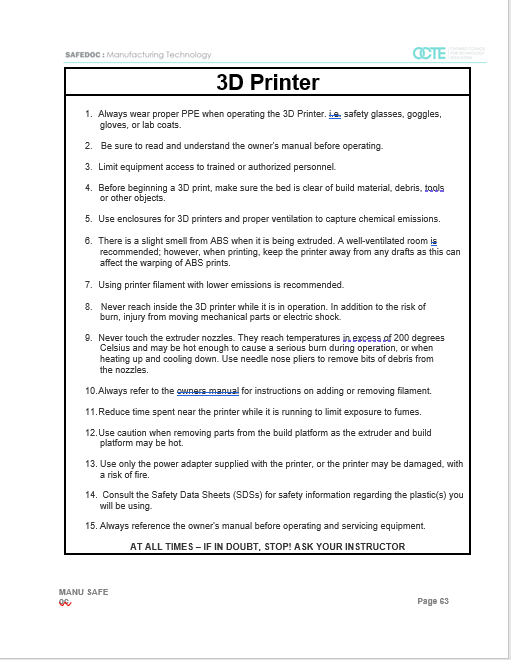 SAFEDOC : Manufacturing Technology
OCTE
3D Printer
1. Always wear proper PPE when operating the 3D Printer. i.e. safety glasses, goggles,
gloves, or lab coats.
2. Be sure to read and understand the owner's manual before operating.
3. Limit equipment access to trained or authorized personnel.
4. Before beginning a 3D print, make sure the bed is clear of build material, debris, tools
or other objects.
5. Use enclosures for 3D printers and proper ventilation to capture chemical emissions.
6. There is a slight smell from ABS when it is being extruded. A well-ventilated room is
recommended; however, when printing, keep the printer away from any drafts as this can
affect the warping of ABS prints.
7. Using printer filament with lower emissions is recommended.
8. Never reach inside the 3D printer while it is in operation. In addition to the risk of
burn, injury from moving mechanical parts or electric shock.
9. Never touch the extruder nozzles. They reach temperatures in excess of 200 degrees
Celsius and may be hot enough to cause a serious burn during operation, or when
heating up and cooling down. Use needle nose pliers to remove bits of debris from
the nozzles.
10.Always refer to the owners manual for instructions on adding or removing filament.
11.Reduce time spent near the printer while it is running to limit exposure to fumes.
12.Use caution when removing parts from the build platform as the extruder and build
platform may be hot.
13. Use only the power adapter supplied with the printer, or the printer may be damaged, with
a risk of fire.
14. Consult the Safety Data Sheets (SDSs) for safety information regarding the plastic(s) you
will be using.
15. Always reference the owner's manual before operating and servicing equipment.
AT ALL TIMES – IF IN DOUBT, STOP! ASK YOUR INSTRUCTOR
MANU SAFE
06
Page 63